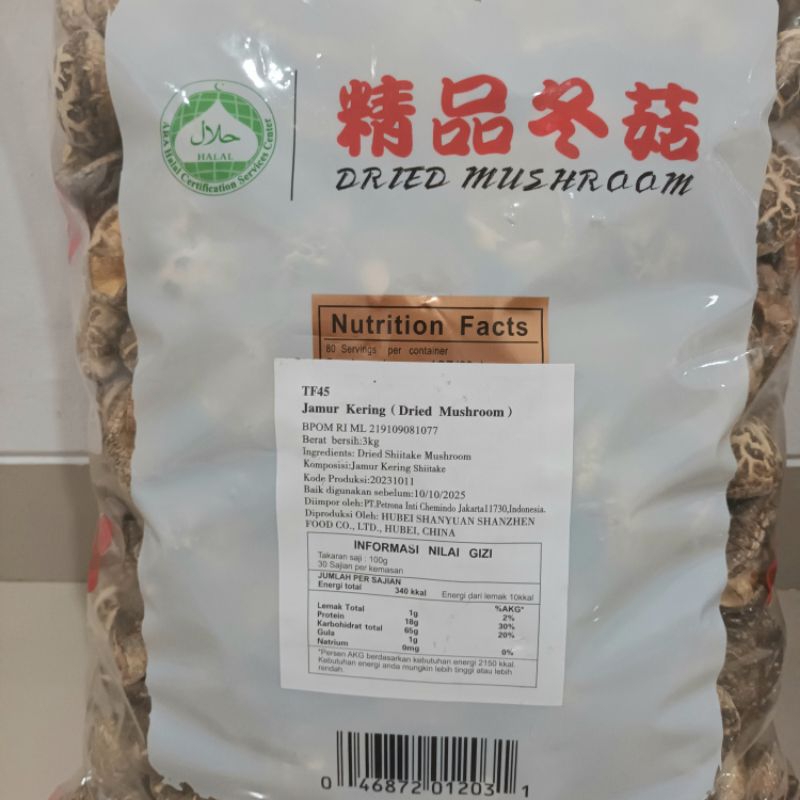 حلال
HALAL
ARA Halal Certification Services Center
精品冬菇
DRIED MUSHROOM
Nutrition Facts
80 Servings per container
TF45
Jamur Kering ( Dried Mushroom )
BPOM RI ML 219109081077
Berat bersih:3kg
Ingredients: Dried Shiitake Mushroom
Komposisi:Jamur Kering Shiitake
Kode Produksi:20231011
Baik digunakan sebelum:10/10/2025
Diimpor oleh:PT.Petrona Inti Chemindo Jakarta11730,Indonesia.
Diproduksi Oleh: HUBEI SHANYUAN SHANZHEN
FOOD CO., LTD., HUBEI, CHINA
INFORMASI NILAI GIZI
Takaran saji : 100g
30 Sajian per kemasan
JUMLAH PER SAJIAN
Energi total 340 kkal Energi dari lemak 10kkal
%AKG*
Lemak Total 1g 2%
Protein 18g 30%
Karbohidrat total 65g 20%
Gula 1g
Natrium 0mg 0%
*Persen AKG berdasarkan kebutuhan energi 2150 kkal.
Kebutuhan energi anda mungkin lebih tinggi atau lebih
rendah.
0 46872 01203 1